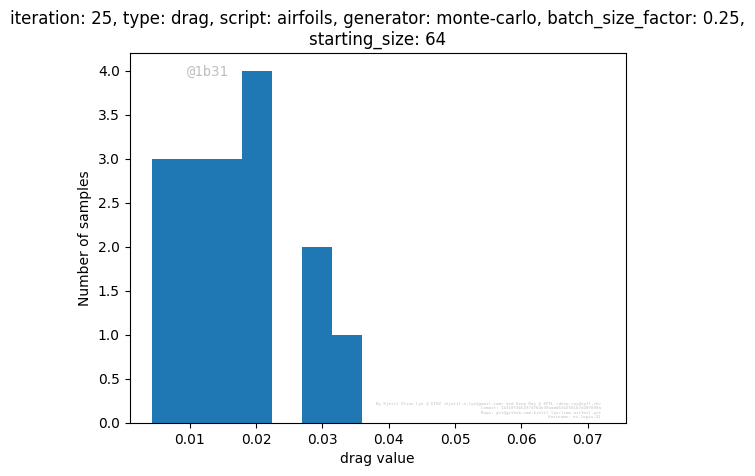 iteration: 25, type: drag, script: airfoils, generator: monte-carlo, batch_size_factor: 0.25,
starting_size: 64
@1b31
4.0
3.5
3.0
2.5
2.0
1.5
1.0
0.5
0.0
Number of samples
0.01 0.02 0.03 0.04 0.05 0.06 0.07
drag value